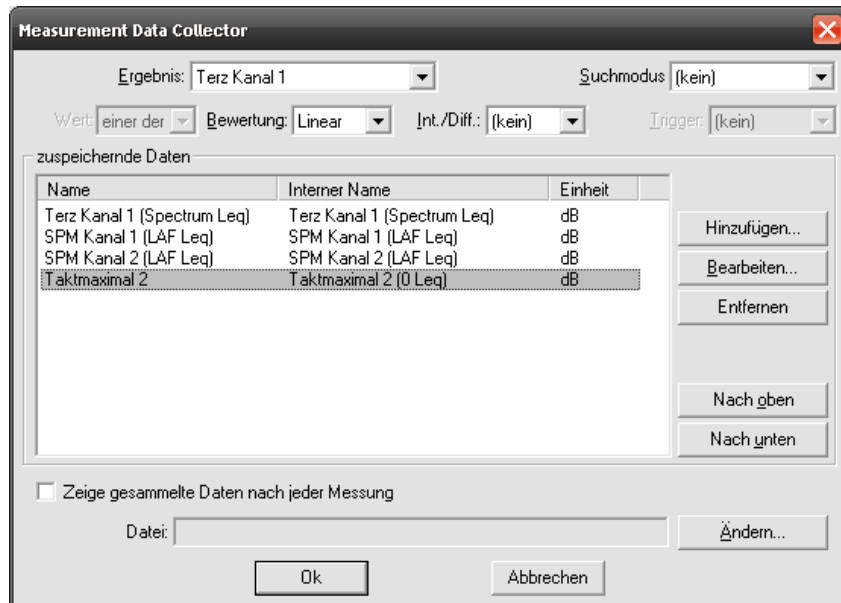 Measurement Data Collector
Ergebnis: Terz Kanal 1 Suchmodus (kein)
Wert: einer der Bewertung: Linear Int./Diff.: (kein) Trigger: (kein)
zuspeichernde Daten
Name Interner Name Einheit
Terz Kanal 1 (Spectrum Leq) Terz Kanal 1 (Spectrum Leq) dB
SPM Kanal 1 (LAF Leq) SPM Kanal 1 (LAF Leq) dB
SPM Kanal 2 (LAF Leq) SPM Kanal 2 (LAF Leq) dB
Taktmaximal 2 Taktmaximal 2 (0 Leq) dB
Hinzufügen...
Bearbeiten...
Entfernen
Nach oben
Nach unten
Zeige gesammelte Daten nach jeder Messung
Datei: Ändern...
Ok Abbrechen